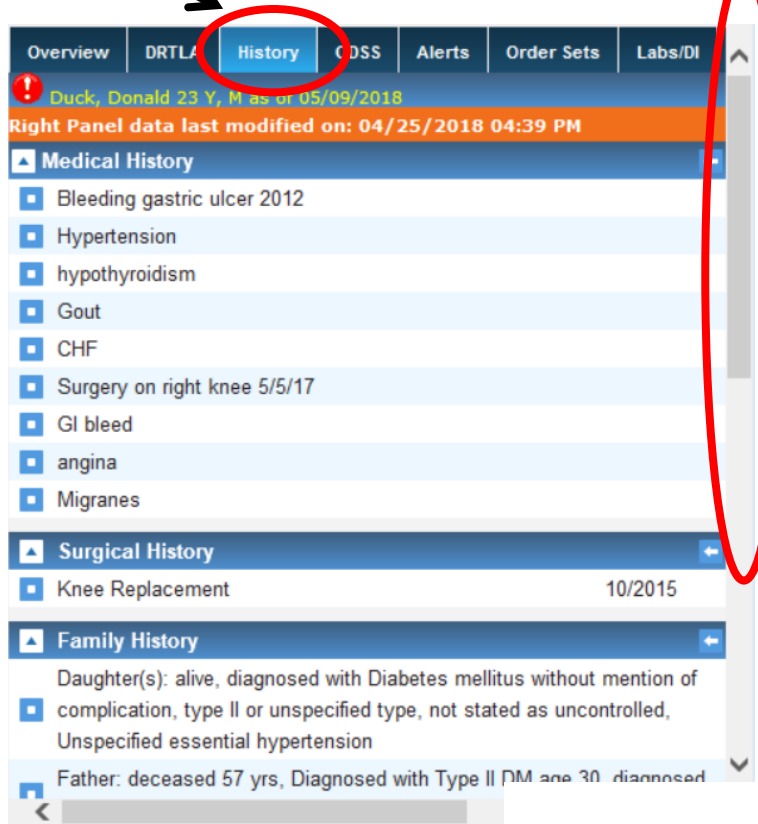 Overview DRTLA History CDSS Alerts Order Sets Labs/DI
Duck, Donald 23 Y, M as of 05/09/2018
Right Panel data last modified on: 04/25/2018 04:39 PM
Medical History
Bleeding gastric ulcer 2012
Hypertension
hypothyroidism
Gout
CHF
Surgery on right knee 5/5/17
GI bleed
angina
Migranes
Surgical History
Knee Replacement 10/2015
Family History
Daughter(s): alive, diagnosed with Diabetes mellitus without mention of
complication, type II or unspecified type, not stated as uncontrolled,
Unspecified essential hypertension
Father: deceased 57 yrs, Diagnosed with Type II DM age 30, diagnosed